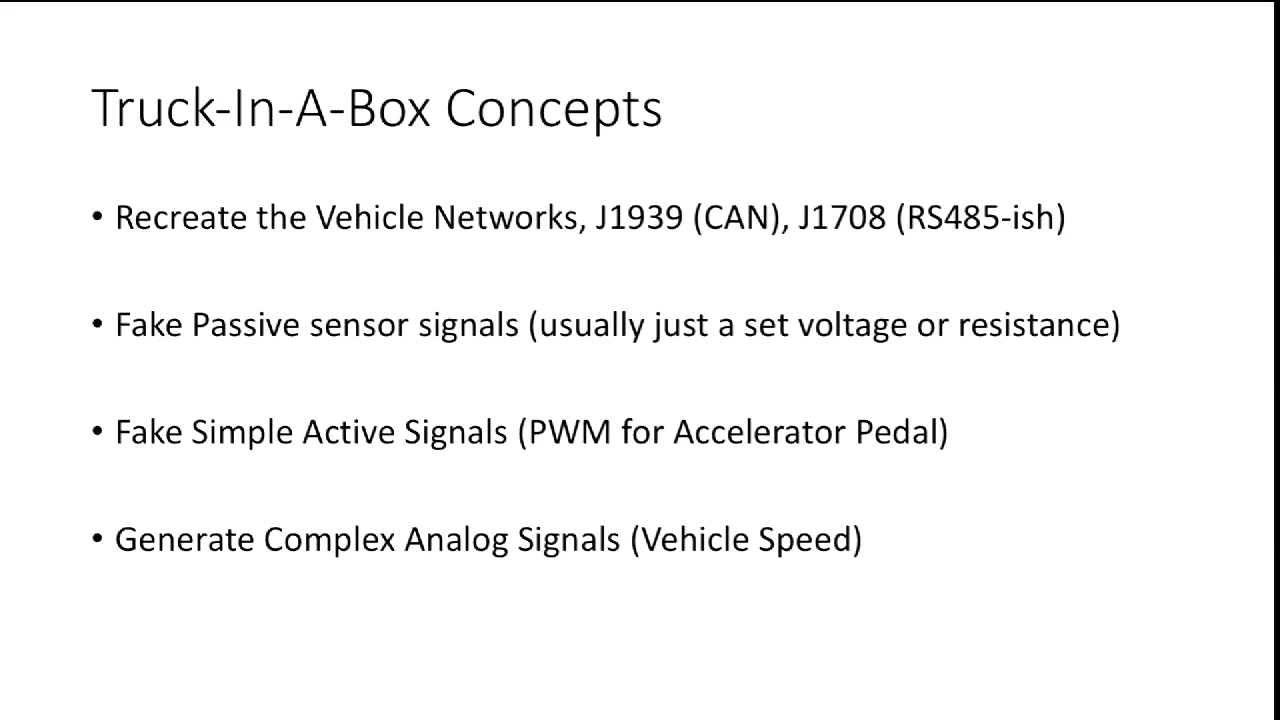 Truck-In-A-Box Concepts
• Recreate the Vehicle Networks, J1939 (CAN), J1708 (RS485-ish)
• Fake Passive sensor signals (usually just a set voltage or resistance)
• Fake Simple Active Signals (PWM for Accelerator Pedal)
• Generate Complex Analog Signals (Vehicle Speed)